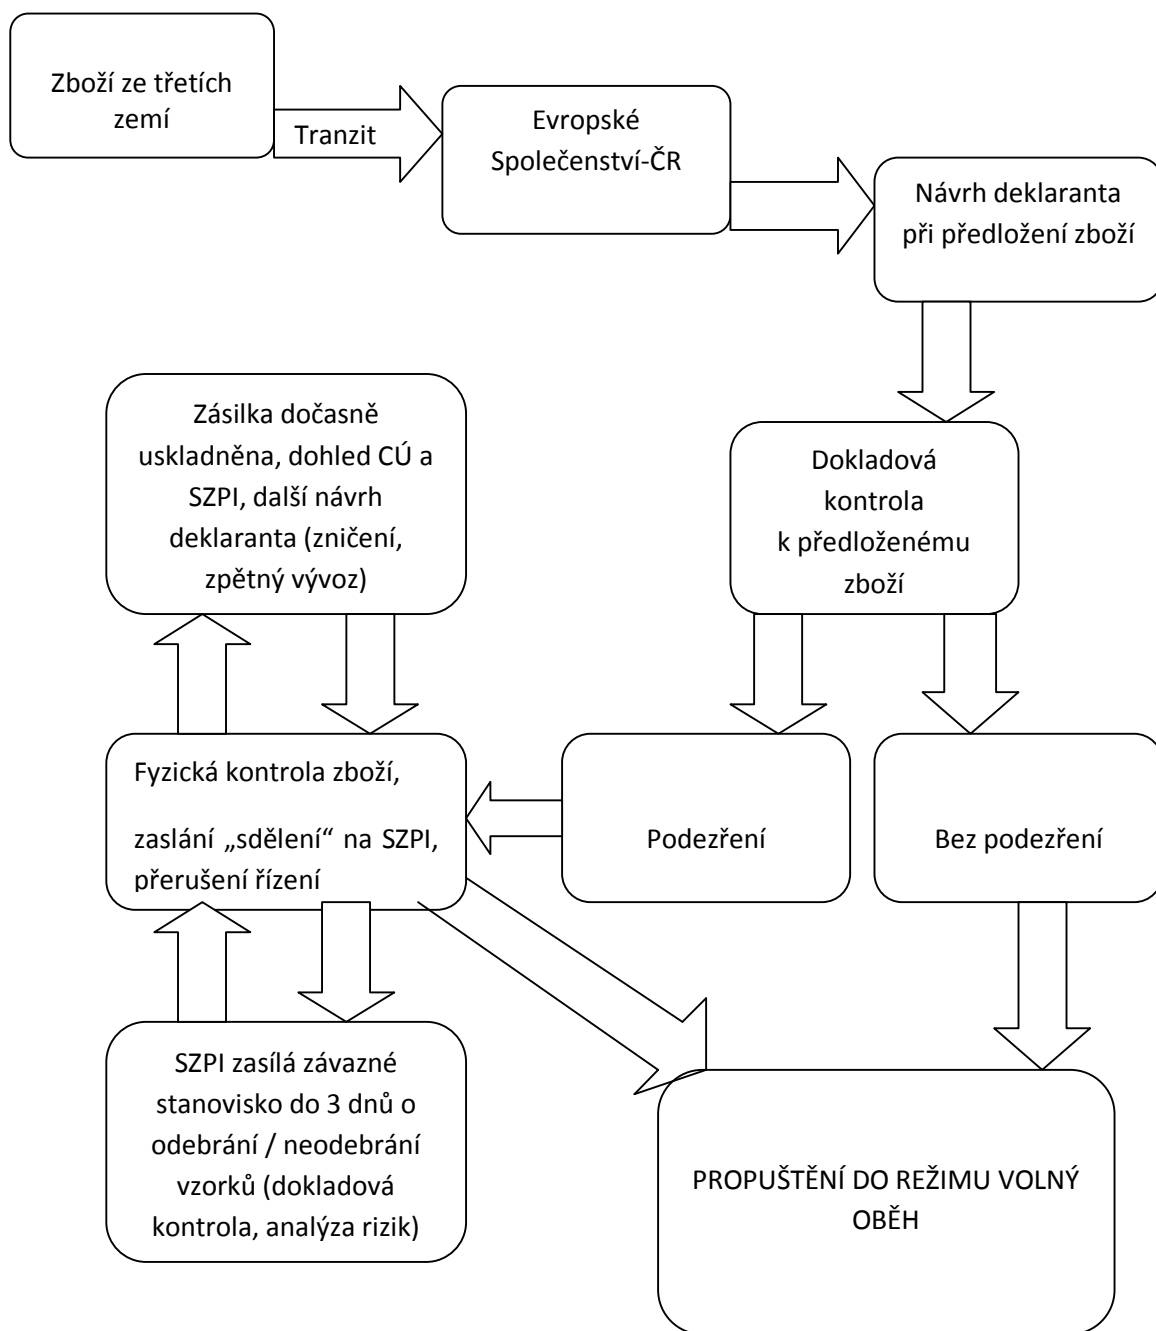 Zboží ze třetích
zemí
Tranzit
Evropské
Společenství-ČR
Návrh deklaranta
při předložení zboží
Zásilka dočasně
uskladněna, dohled CÚ a
SZPI, další návrh
deklaranta (zničení,
zpětný vývoz)
Dokladová
kontrola
k předloženému
zboží
Fyzická kontrola zboží,
zaslání „sdělení“ na SZPI,
přerušení řízení
Podezření
Bez podezření
SZPI zasílá závazné
stanovisko do 3 dnů o
odebrání / neodebrání
vzorků (dokladová
kontrola, analýza rizik)
PROPUŠTĚNÍ DO REŽIMU VOLNÝ
OBĚH